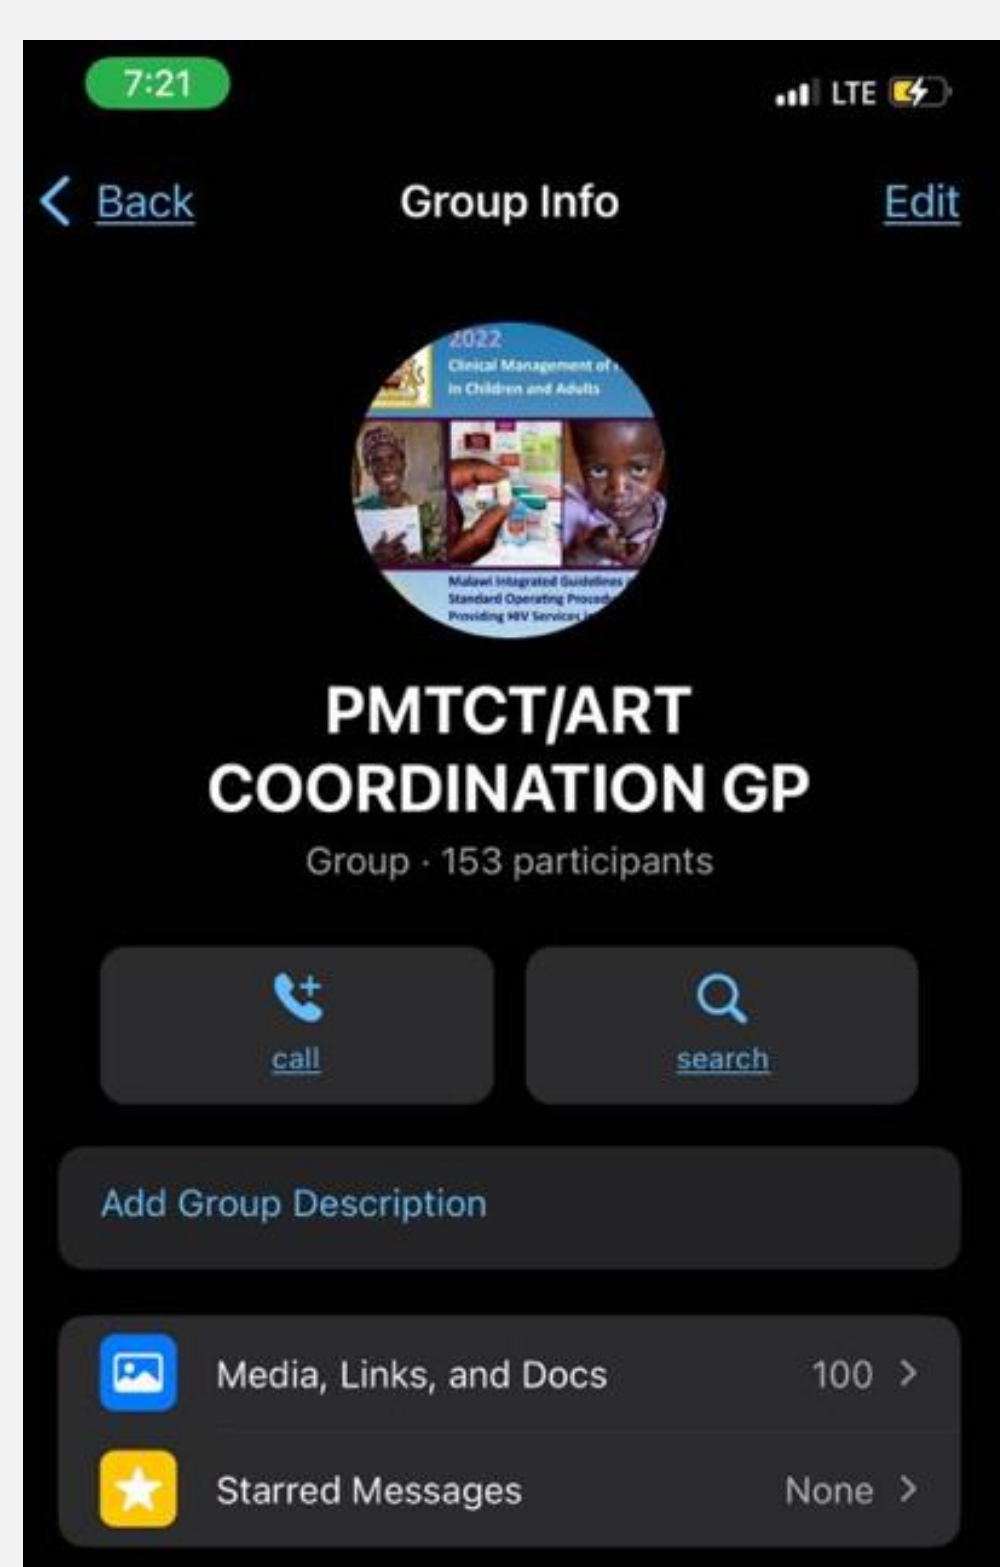 7:21
LTE
Back
Group Info
Edit
2022
Clinical Management of
in Children and Adults
Malawi Integrated Guidelines
Standard Operating
Providing HIV Services
PMTCT/ART
COORDINATION GP
Group · 153 participants
call
search
Add Group Description
Media, Links, and Docs
100
Starred Messages
None